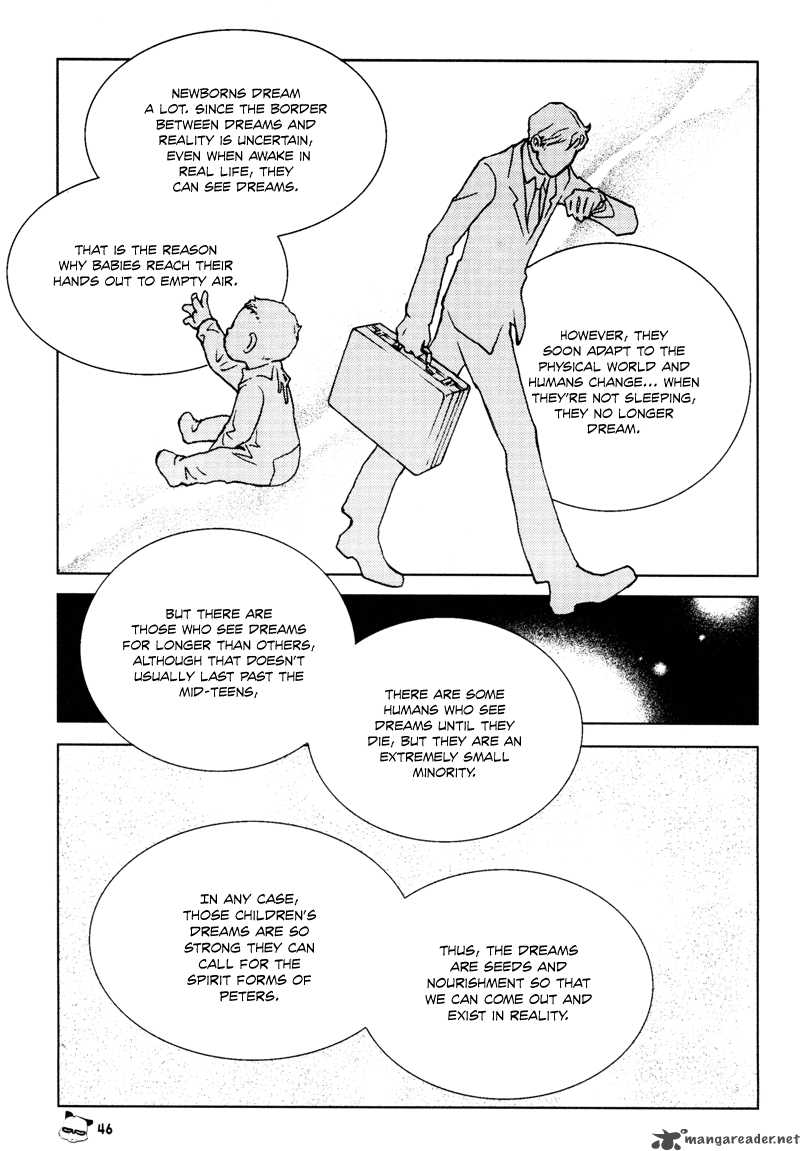 NEWBORNS DREAM
A LOT. SINCE THE BORDER
BETWEEN DREAMS AND
REALITY IS UNCERTAIN,
EVEN WHEN AWAKE IN
REAL LIFE, THEY
CAN SEE DREAMS.
THAT IS THE REASON
WHY BABIES REACH THEIR
HANDS OUT TO EMPTY AIR.
HOWEVER, THEY
SOON ADAPT TO THE
PHYSICAL WORLD AND
HUMANS CHANGE... WHEN
THEY'RE NOT SLEEPING,
THEY NO LONGER
DREAM.
BUT THERE ARE
THOSE WHO SEE DREAMS
FOR LONGER THAN OTHERS,
ALTHOUGH THAT DOESN'T
USUALLY LAST PAST THE
MID-TEENS,
THERE ARE SOME
HUMANS WHO SEE
DREAMS UNTIL THEY
DIE, BUT THEY ARE AN
EXTREMELY SMALL
MINORITY.
IN ANY CASE,
THOSE CHILDREN'S
DREAMS ARE SO
STRONG THEY CAN
CALL FOR THE
SPIRIT FORMS OF
PETERS.
THUS, THE DREAMS
ARE SEEDS AND
NOURISHMENT SO THAT
WE CAN COME OUT AND
EXIST IN REALITY.
46
mangareader.net